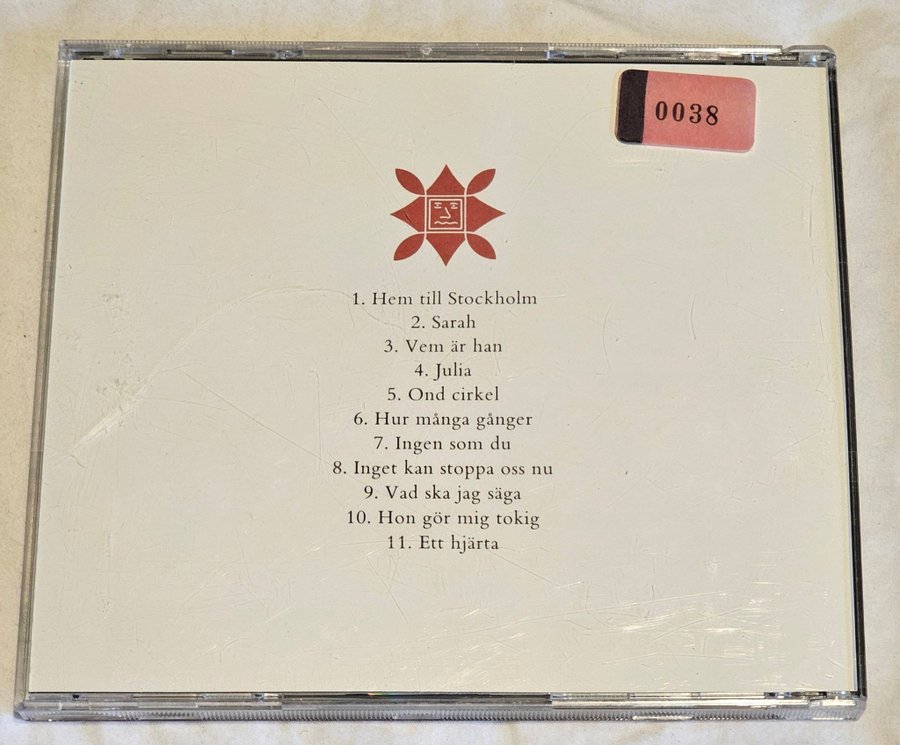 0038
1. Hem till Stockholm
2. Sarah
3. Vem är han
4. Julia
5. Ond cirkel
6. Hur många gånger
7. Ingen som du
8. Inget kan stoppa oss nu
9. Vad ska jag säga
10. Hon gör mig tokig
11. Ett hjärta